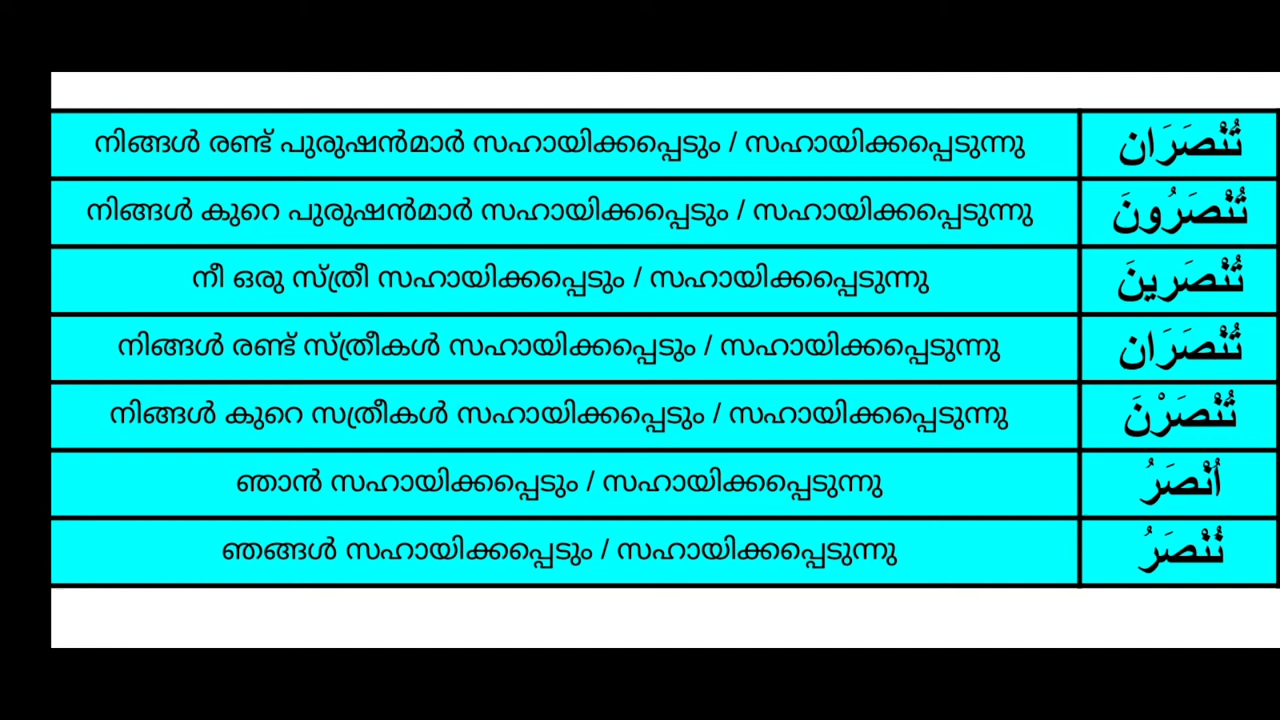 നിങ്ങൾ രണ്ട് പുരുഷൻമാർ സഹായിക്കപ്പെടും / സഹായിക്കപ്പെടുന്നു تُنْصَرَان
നിങ്ങൾ കുറെ പുരുഷൻമാർ സഹായിക്കപ്പെടും / സഹായിക്കപ്പെടുന്നു تُنْصَرُونَ
നീ ഒരു സ്ത്രീ സഹായിക്കപ്പെടും / സഹായിക്കപ്പെടുന്നു تُنْصَرِينَ
നിങ്ങൾ രണ്ട് സ്ത്രീകൾ സഹായിക്കപ്പെടും / സഹായിക്കപ്പെടുന്നു تُنْصَرَان
നിങ്ങൾ കുറെ സത്രീകൾ സഹായിക്കപ്പെടും / സഹായിക്കപ്പെടുന്നു تُنْصَرْنَ
ഞാൻ സഹായിക്കപ്പെടും / സഹായിക്കപ്പെടുന്നു اُنْصَرُ
ഞങ്ങൾ സഹായിക്കപ്പെടും / സഹായിക്കപ്പെടുന്നു نُنْصَرُ